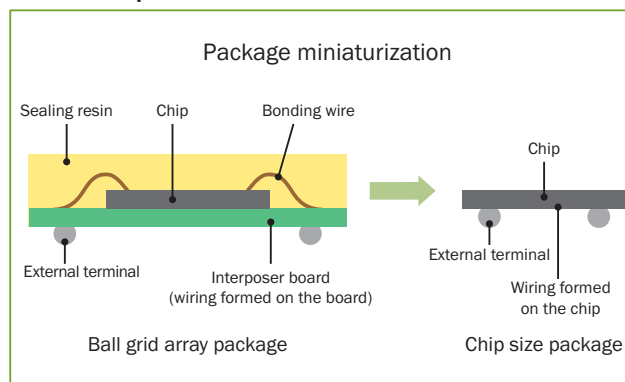 Package miniaturization
Sealing resin
Chip
Bonding wire
External terminal
Interposer board
(wiring formed on the board)
Ball grid array package
Chip
External terminal
Wiring formed
on the chip
Chip size package